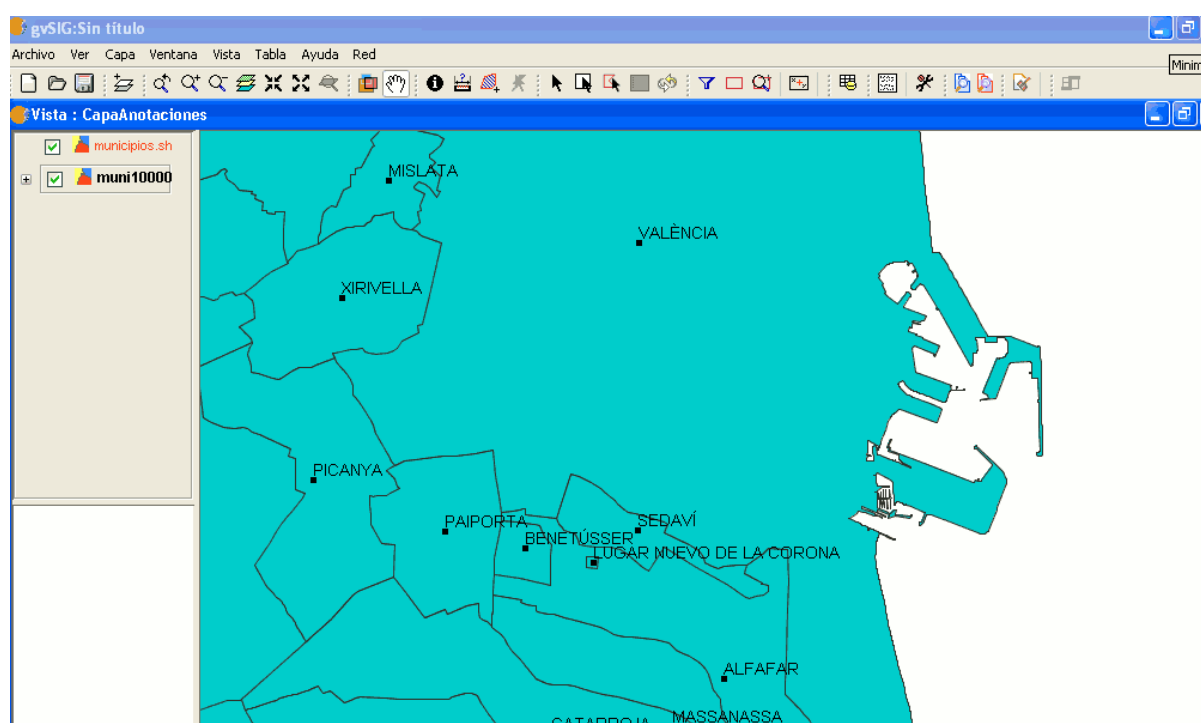 gvSIG:Sin título
Archivo Ver Capa Ventana Vista Tabla Ayuda Red
Minim
Vista : CapaAnotaciones
municipios.sh
muni10000
MISLATA
VALÈNCIA
XIRIVELLA
PICANYA
PAIPORTA
SEDAVÍ
BENETÚSSER
LUGAR NUEVO DE LA CORONA
ALFAFAR
MASSANASSA
CATARROJA